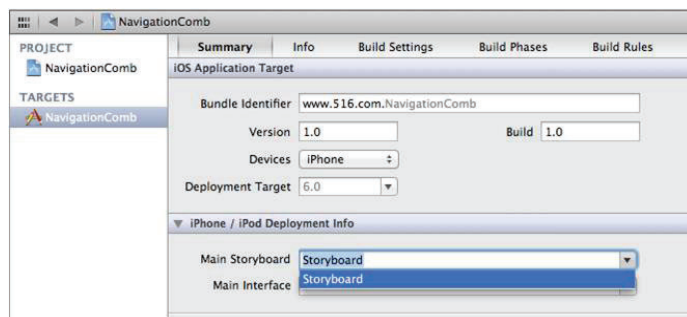 NavigationComb
PROJECT
NavigationComb
TARGETS
NavigationComb
Summary Info Build Settings Build Phases Build Rules
iOS Application Target
Bundle Identifier www.516.com.NavigationComb
Version 1.0 Build 1.0
Devices iPhone
Deployment Target 6.0
iPhone / iPod Deployment Info
Main Storyboard Storyboard
Storyboard
Main Interface